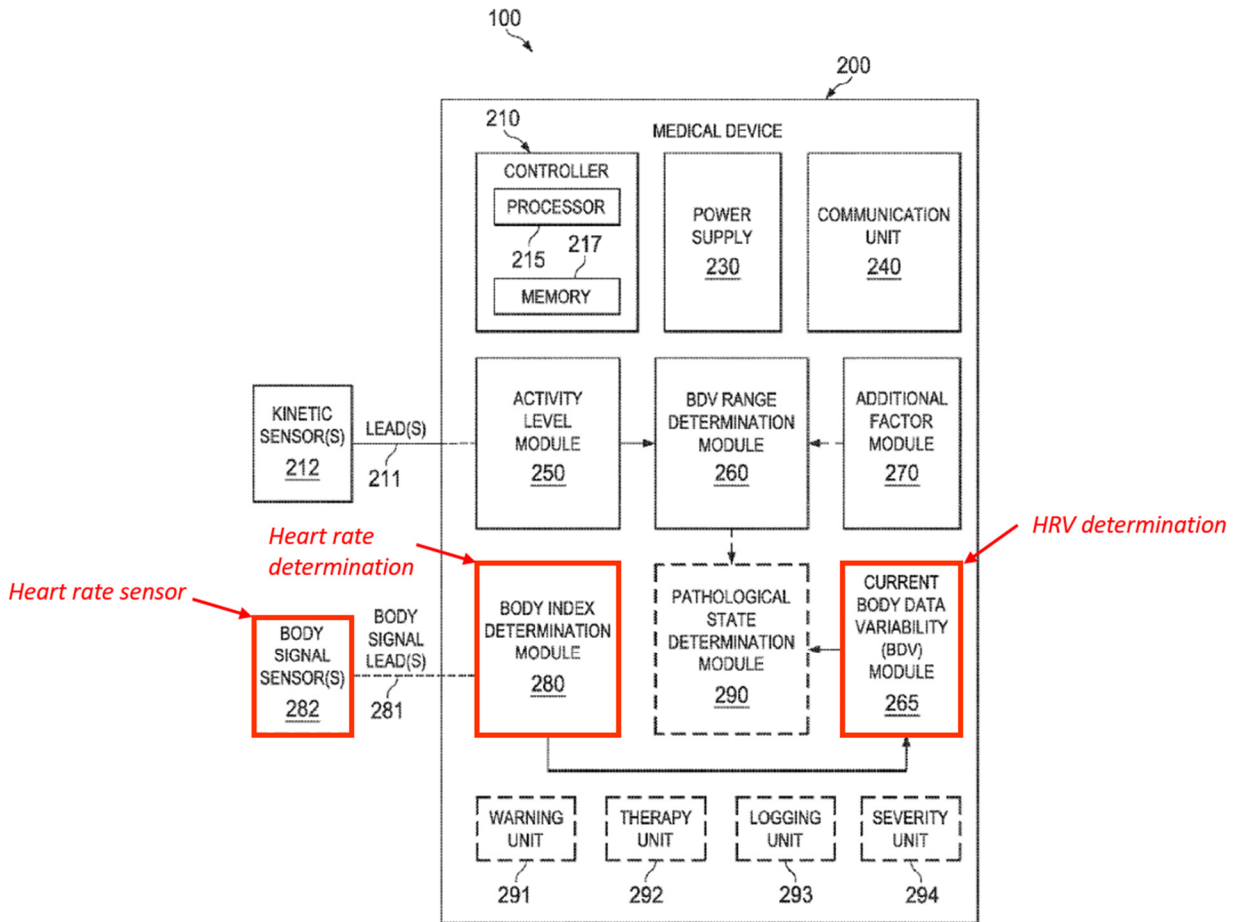 100
200
210
MEDICAL DEVICE
CONTROLLER
PROCESSOR
215
217
MEMORY
POWER
SUPPLY
230
COMMUNICATION
UNIT
240
KINETIC
SENSOR(S)
212
LEAD(S)
211
ACTIVITY
LEVEL
MODULE
250
BDV RANGE
DETERMINATION
MODULE
260
ADDITIONAL
FACTOR
MODULE
270
Heart rate
determination
HRV determination
Heart rate sensor
BODY
SIGNAL
SENSOR(S)
282
BODY
SIGNAL
LEAD(S)
281
BODY INDEX
DETERMINATION
MODULE
280
PATHOLOGICAL
STATE
DETERMINATION
MODULE
290
CURRENT
BODY DATA
VARIABILITY
(BDV)
MODULE
265
WARNING
UNIT
291
THERAPY
UNIT
292
LOGGING
UNIT
293
SEVERITY
UNIT
294